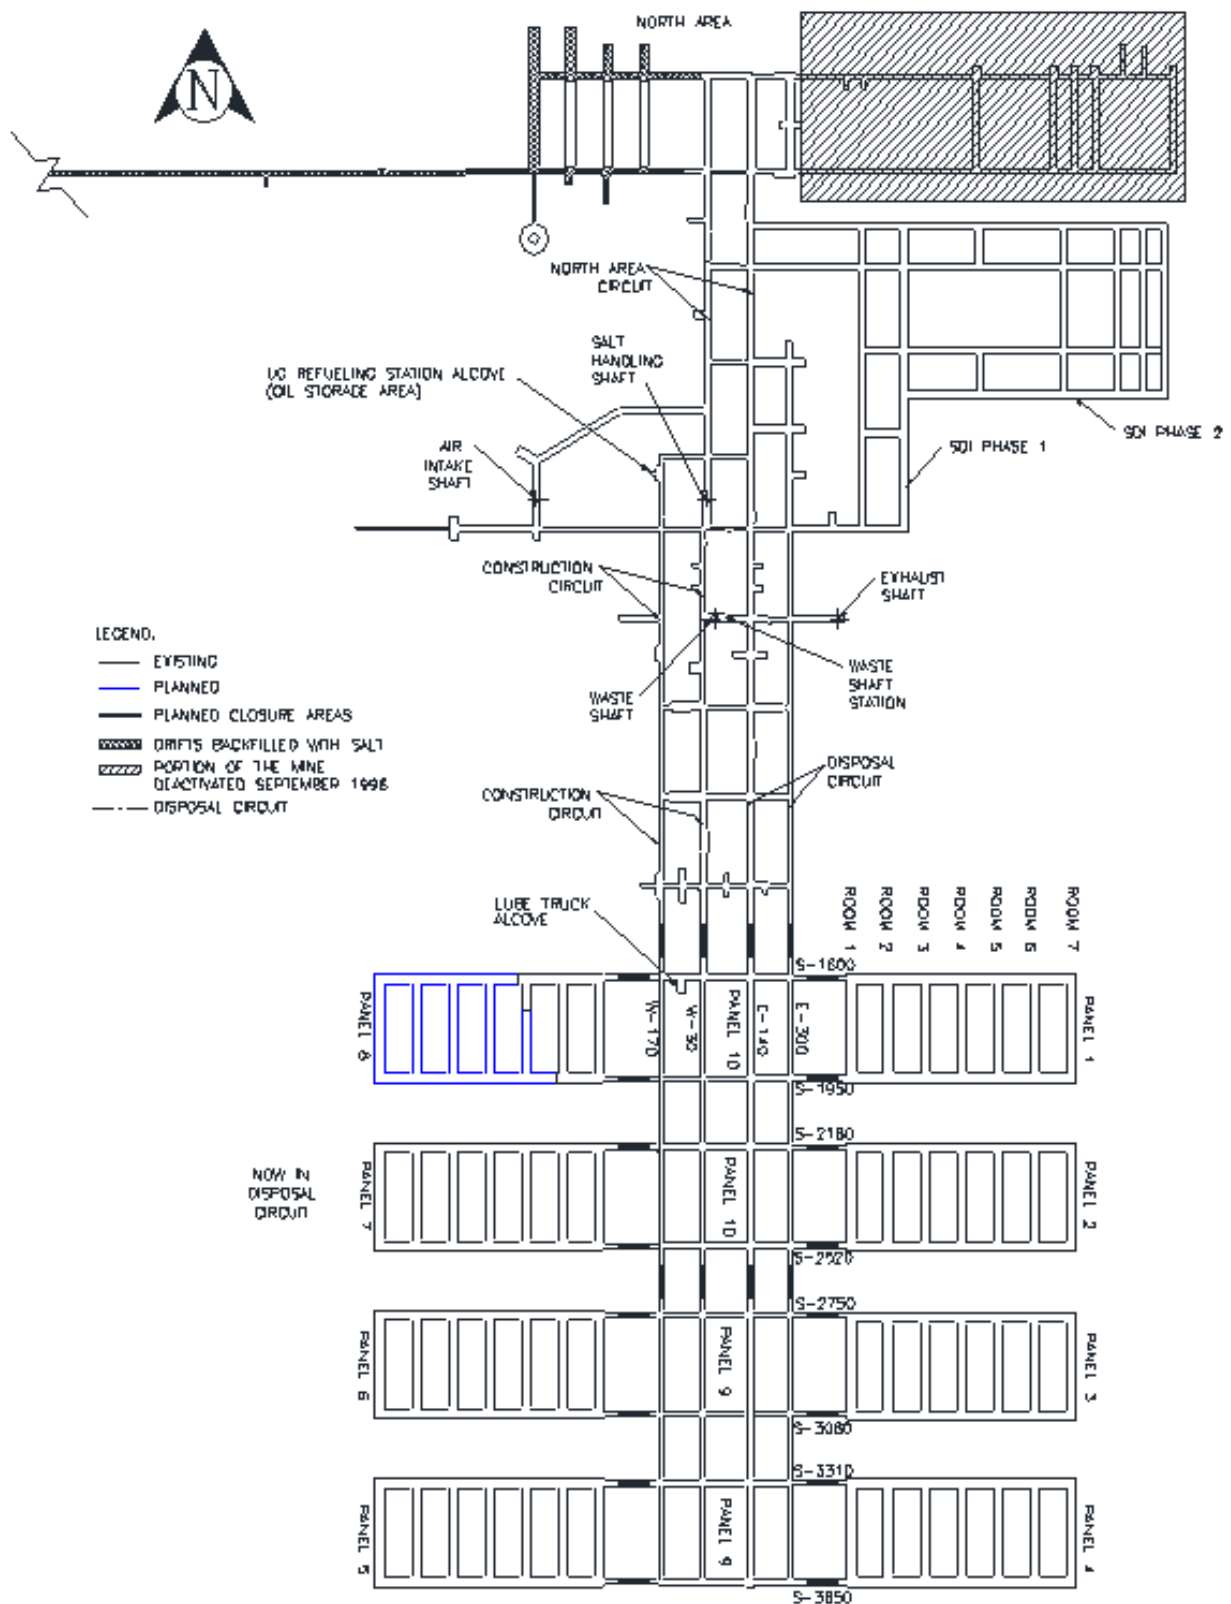 NORTH AREA
N
NORTH AREA
CIRCUIT
SALT
HANDLING
SHAFT
UG REFUELING STATION ALCOVE
(OIL STORAGE AREA)
AIR
INTAKE
SHAFT
SDI PHASE 1
SDI PHASE 2
CONSTRUCTION
CIRCUIT
EXHAUST
SHAFT
WASTE
SHAFT
WASTE
SHAFT
STATION
LEGEND.
EXISTING
PLANNED
PLANNED CLOSURE AREAS
DRIFTS BACKFILLED WITH SALT
PORTION OF THE MINE
DEACTIVATED SEPTEMBER 1996
DISPOSAL CIRCUIT
DISPOSAL
CIRCUIT
CONSTRUCTION
CIRCUIT
LUBE TRUCK
ALCOVE
ROOM 1
ROOM 2
ROOM 3
ROOM 4
ROOM 5
ROOM 6
ROOM 7
S-1600
PANEL 8
W-170
W-30
PANEL 10
E-140
E-300
PANEL 1
S-1950
S-2180
NOW IN
DISPOSAL
CIRCUIT
PANEL 7
PANEL 10
PANEL 2
S-2520
S-2750
PANEL 6
PANEL 9
PANEL 3
S-3080
S-3310
PANEL 5
PANEL 9
PANEL 4
S-3650